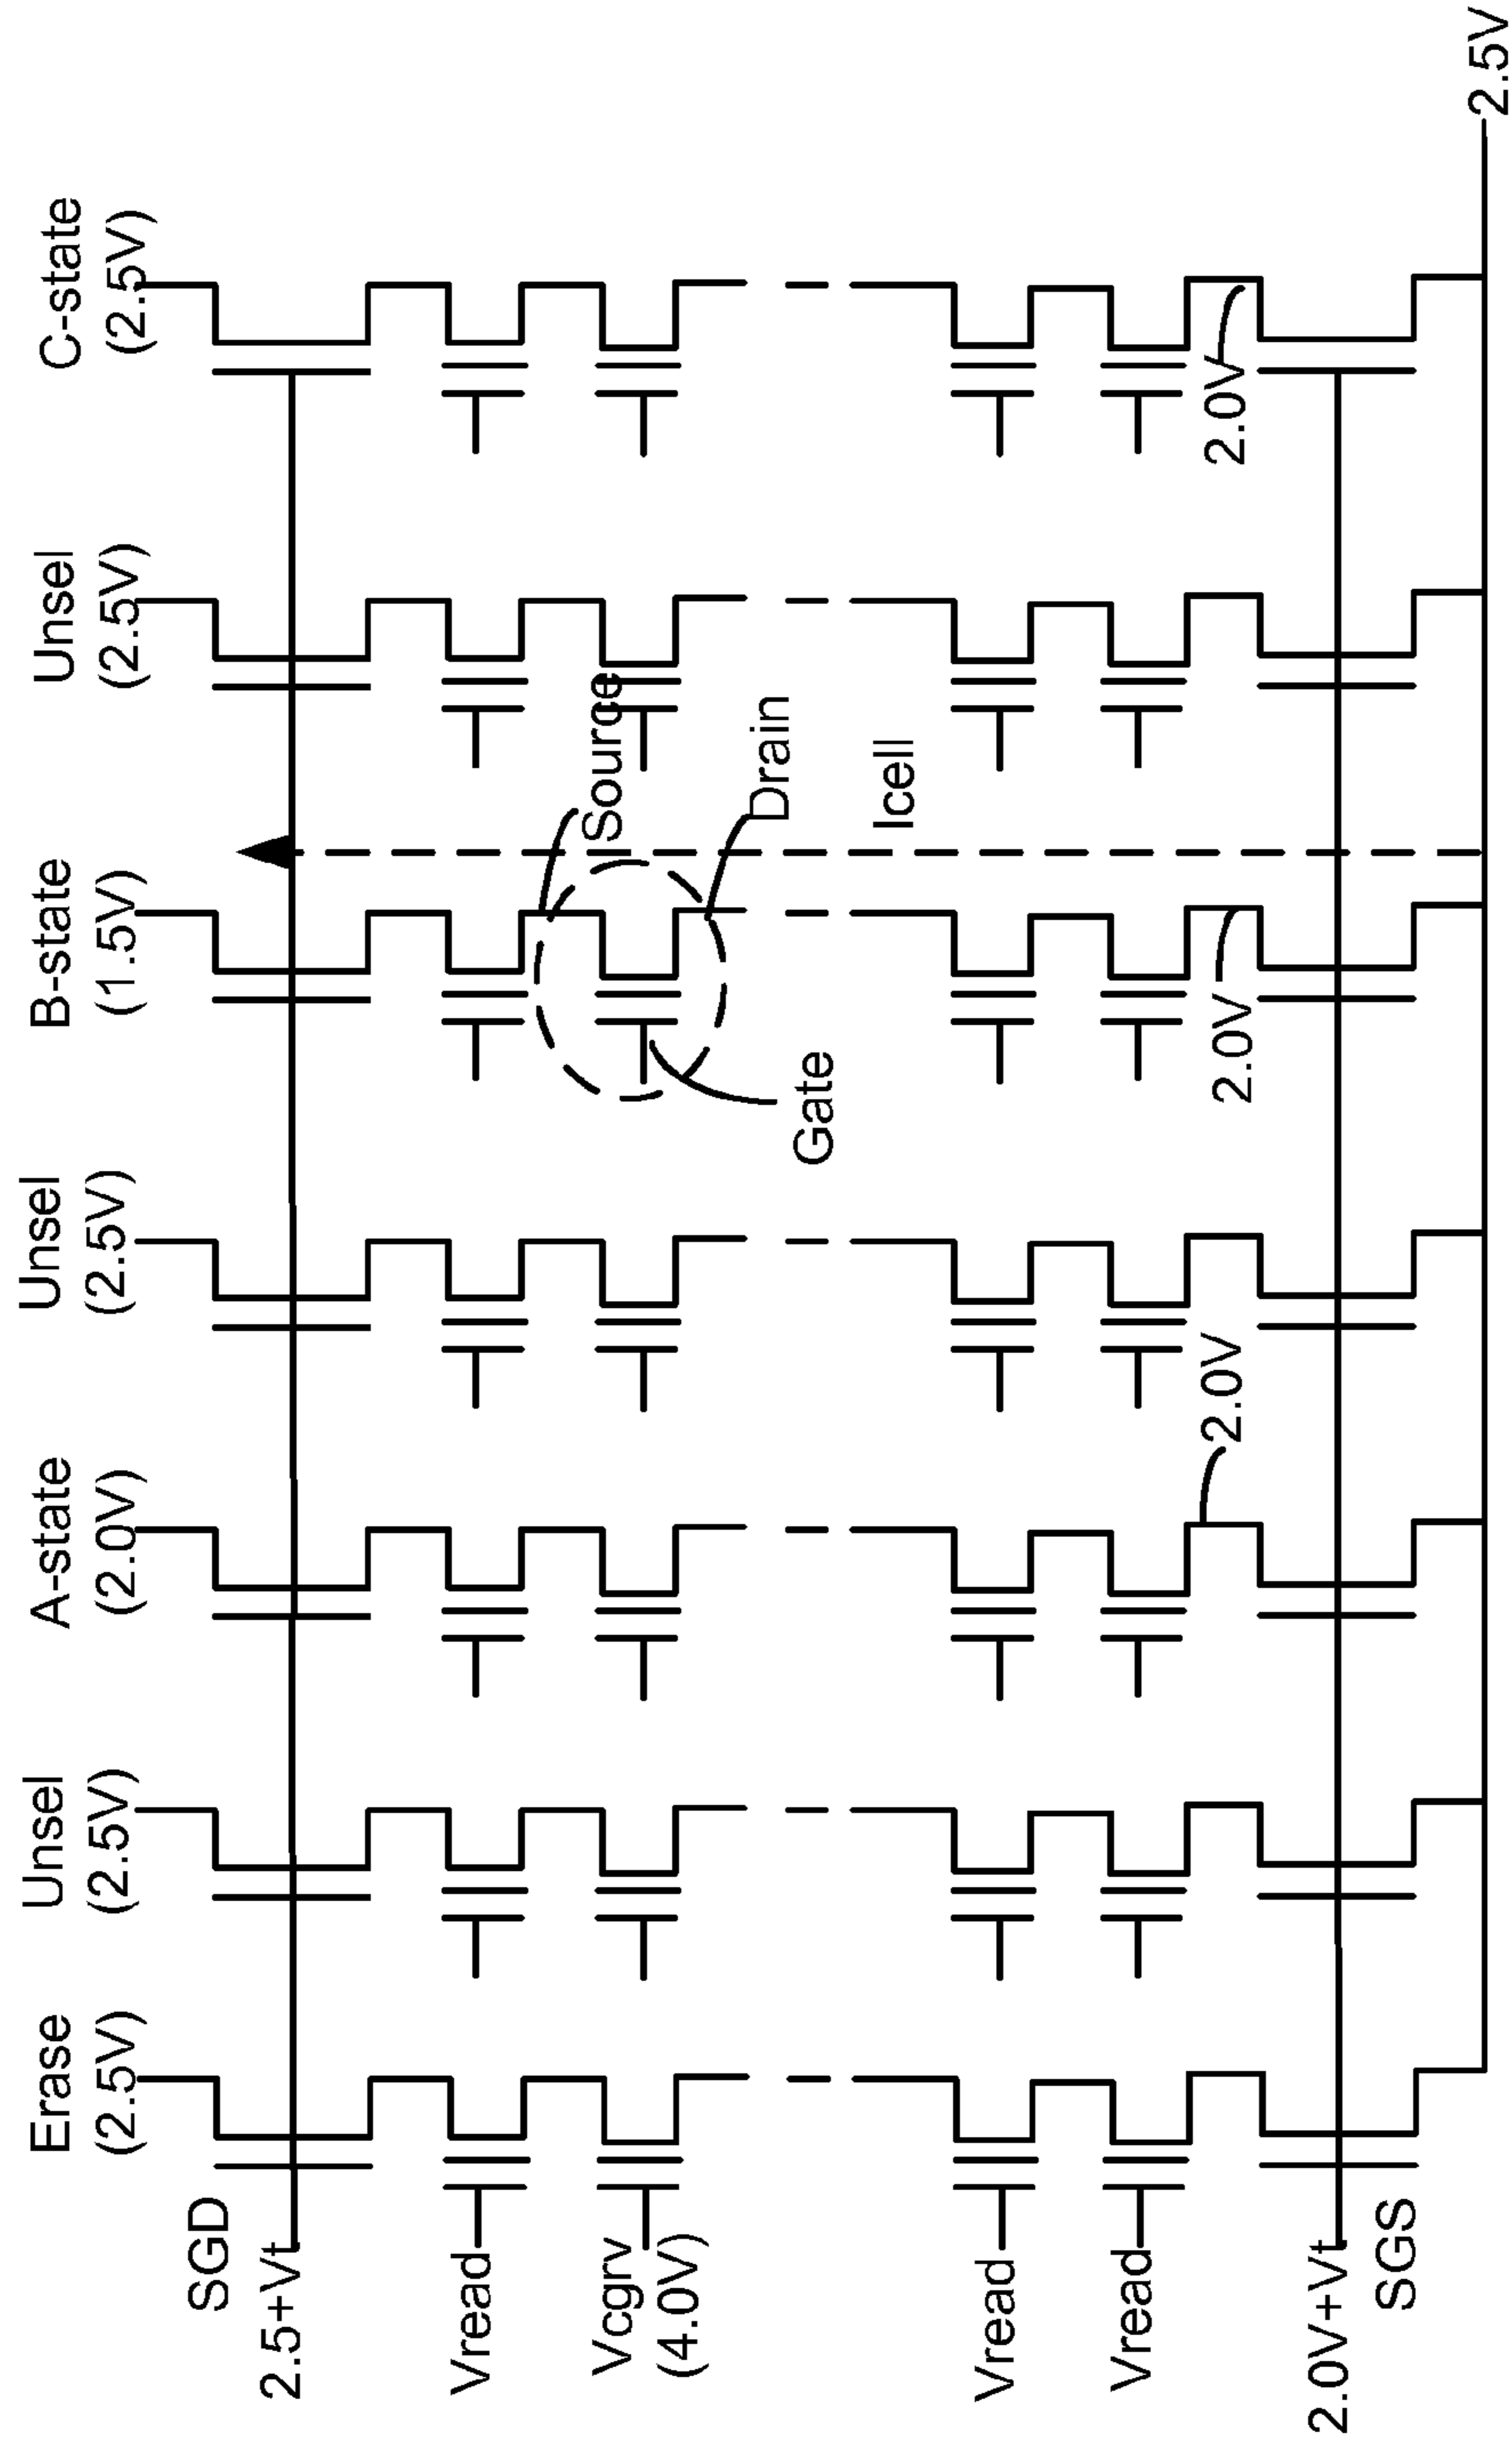 Erase
(2.5V)
Unsel
(2.5V)
A-state
(2.0V)
Unsel
(2.5V)
B-state
(1.5V)
Unsel
(2.5V)
C-state
(2.5V)
SGD
2.5+Vt
Vread
Vcgrv
(4.0V)
Source
Drain
Gate
Icell
Vread
Vread
2.0V
2.0V
2.0V
2.0V+Vt
SGS
2.5V